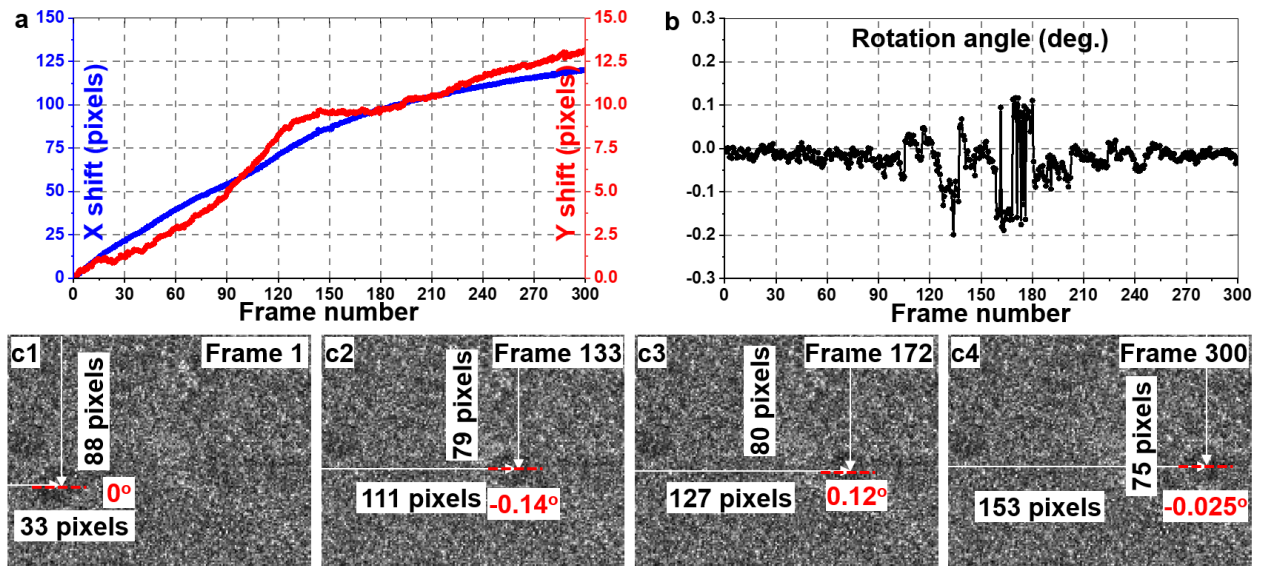 a
150
125
100
75
50
25
0
X shift (pixels)
15.0
12.5
10.0
7.5
5.0
2.5
0.0
Y shift (pixels)
0 30 60 90 120 150 180 210 240 270 300
Frame number
b
Rotation angle (deg.)
0.3
0.2
0.1
0.0
-0.1
-0.2
-0.3
0 30 60 90 120 150 180 210 240 270 300
Frame number
c1
Frame 1
88 pixels
0°
33 pixels
c2
Frame 133
79 pixels
111 pixels
-0.14°
c3
Frame 172
80 pixels
127 pixels
0.12°
c4
Frame 300
75 pixels
153 pixels
-0.025°